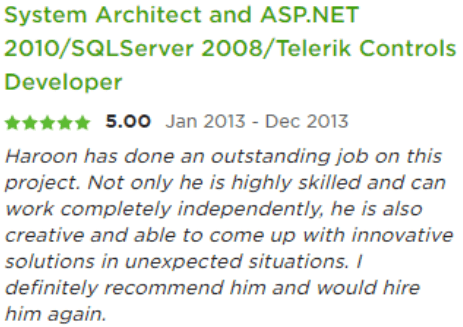 System Architect and ASP.NET
2010/SQLServer 2008/Telerik Controls
Developer
5.00 Jan 2013 - Dec 2013
Haroon has done an outstanding job on this
project. Not only he is highly skilled and can
work completely independently, he is also
creative and able to come up with innovative
solutions in unexpected situations. I
definitely recommend him and would hire
him again.